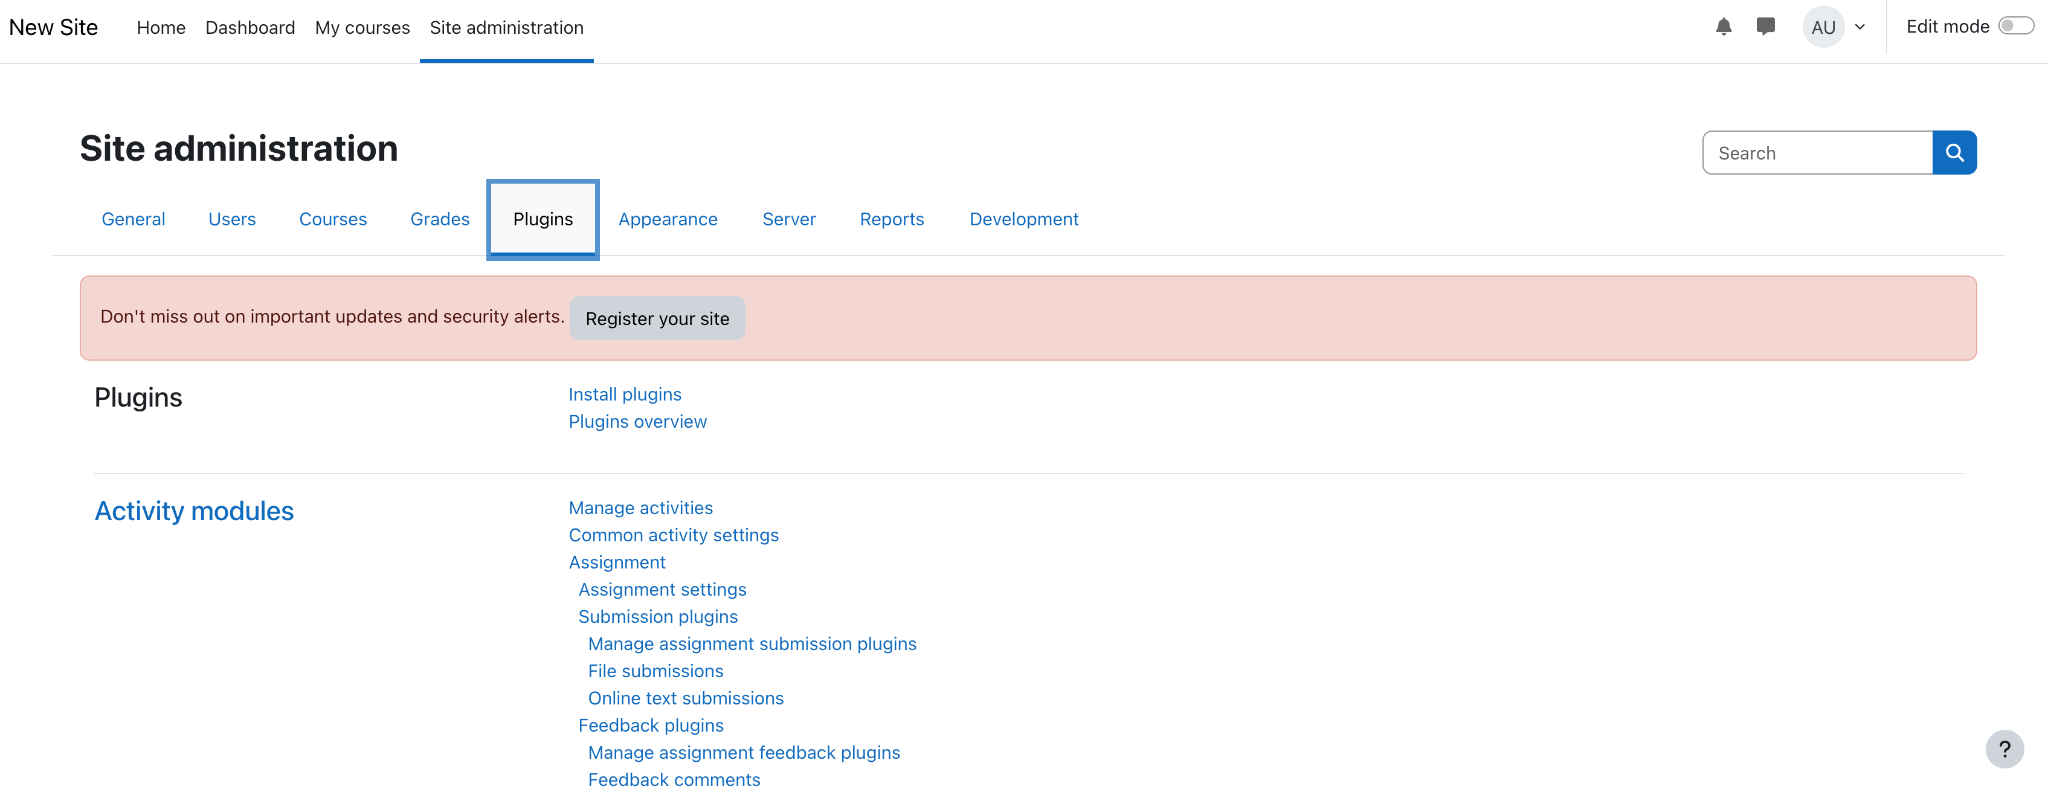 New Site Home Dashboard My courses Site administration AU Edit mode
Site administration
Search
General Users Courses Grades Plugins Appearance Server Reports Development
Don't miss out on important updates and security alerts. Register your site
Plugins
Install plugins
Plugins overview
Activity modules
Manage activities
Common activity settings
Assignment
Assignment settings
Submission plugins
Manage assignment submission plugins
File submissions
Online text submissions
Feedback plugins
Manage assignment feedback plugins
Feedback comments
?